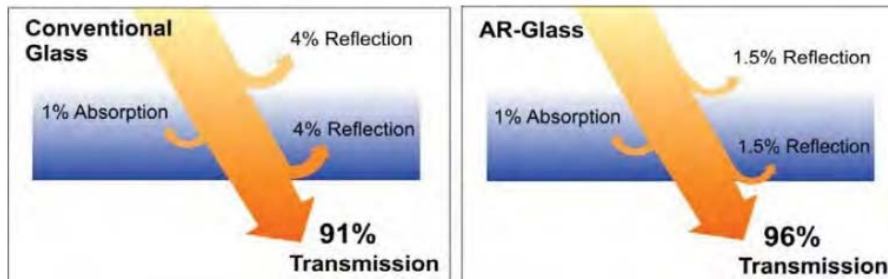 Conventional
Glass
4% Reflection
1% Absorption
4% Reflection
91%
Transmission
AR-Glass
1.5% Reflection
1% Absorption
1.5% Reflection
96%
Transmission